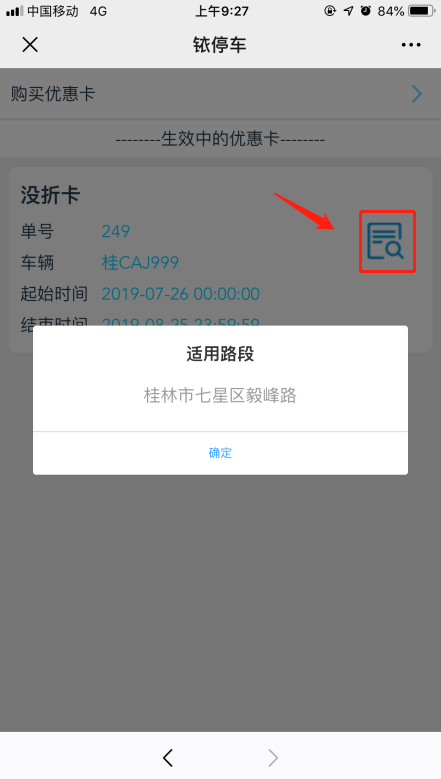 中国移动 4G 上午9:27 84%
铱停车
购买优惠卡
--------生效中的优惠卡--------
没折卡
单号 249
车辆 桂CAJ999
起始时间 2019-07-26 00:00:00
结束时间 2019-08-25 23:59:59
适用路段
桂林市七星区毅峰路
确定